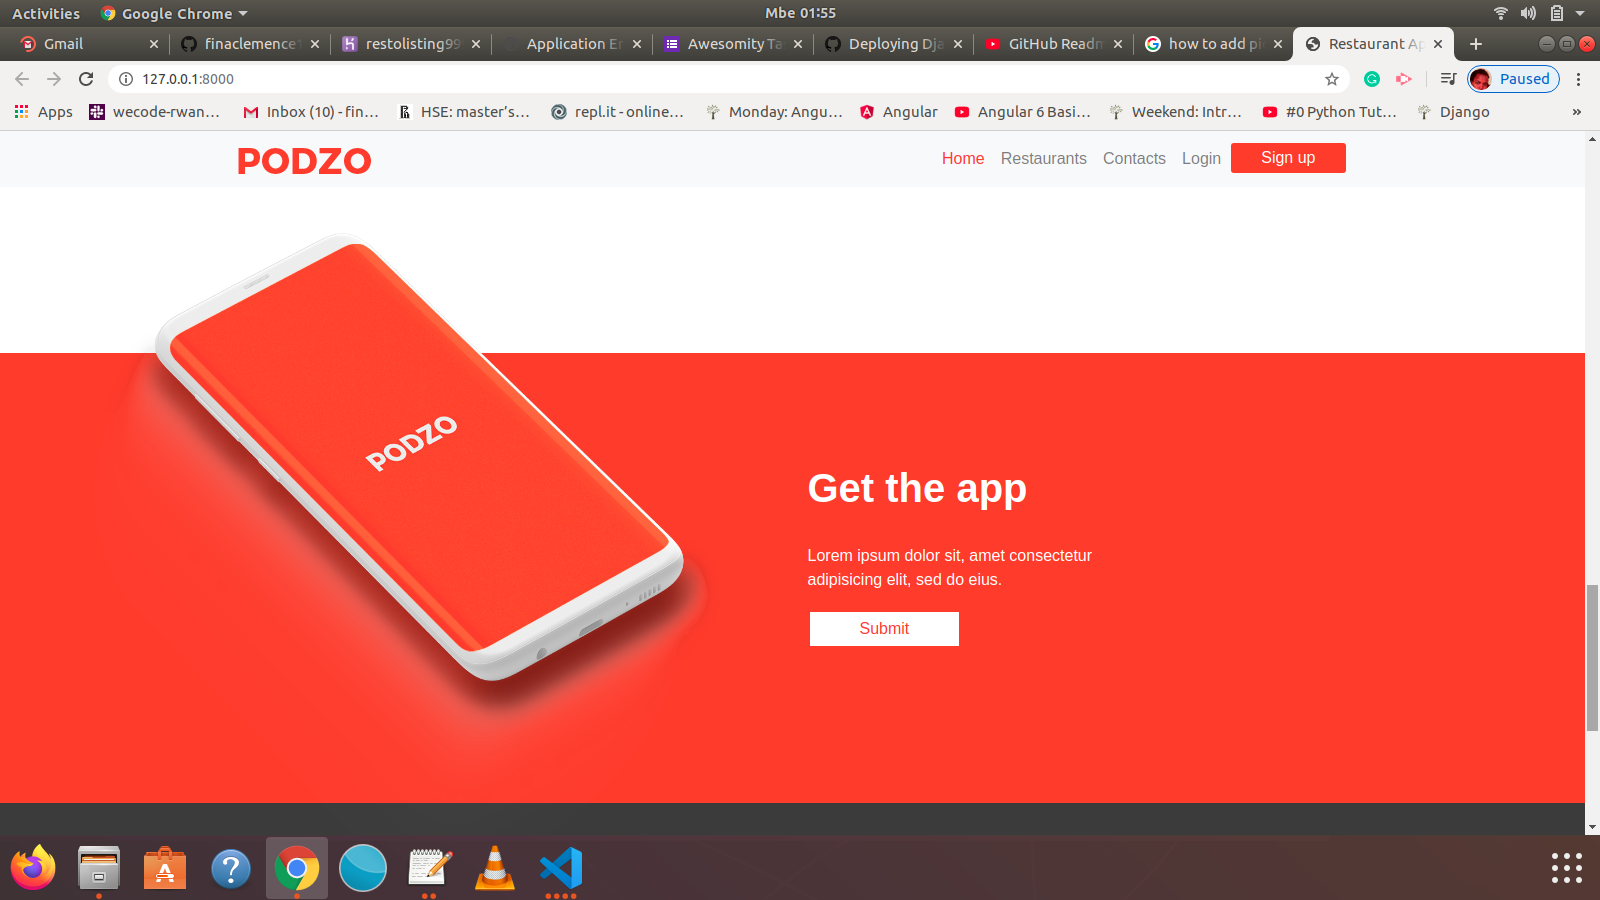 Activities
Google Chrome
Mbe 01:55
Gmail
finaclemence
restolisting99
Application Er
Awesomity Ta
Deploying Dja
GitHub Readm
how to add pi
Restaurant Ap
127.0.0.1:8000
Paused
Apps
wecode-rwan...
Inbox (10) - fin...
HSE: master's...
repl.it - online...
Monday: Angu...
Angular
Angular 6 Basi...
Weekend: Intr...
#0 Python Tut...
Django
»
PODZO
Home
Restaurants
Contacts
Login
Sign up
PODZO
Get the app
Lorem ipsum dolor sit, amet consectetur
adipisicing elit, sed do eius.
Submit